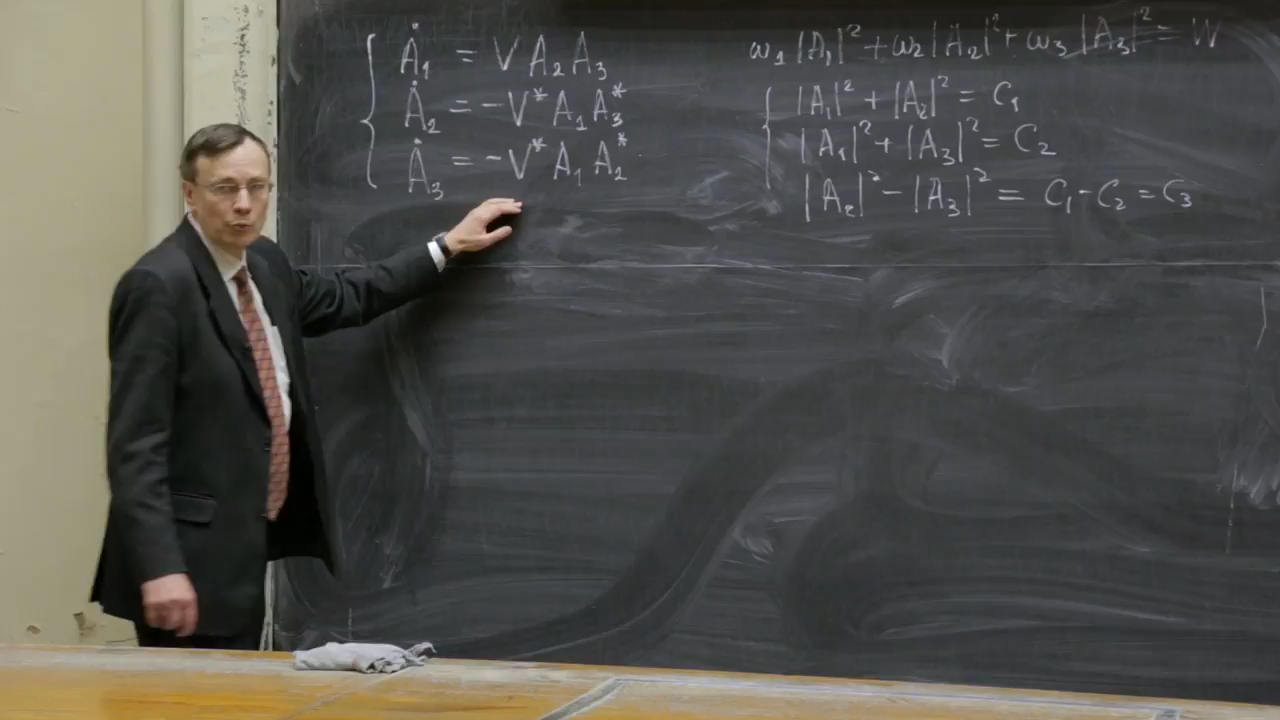 Ȧ₁ = V A₂ A₃
Ȧ₂ = -V* A₁ A₃*
Ȧ₃ = -V* A₁ A₂*
ω₁|A₁|² + ω₂|A₂|² + ω₃|A₃|² = W
|A₁|² + |A₂|² = C₁
|A₁|² + |A₃|² = C₂
|A₂|² - |A₃|² = C₁ - C₂ = C₃